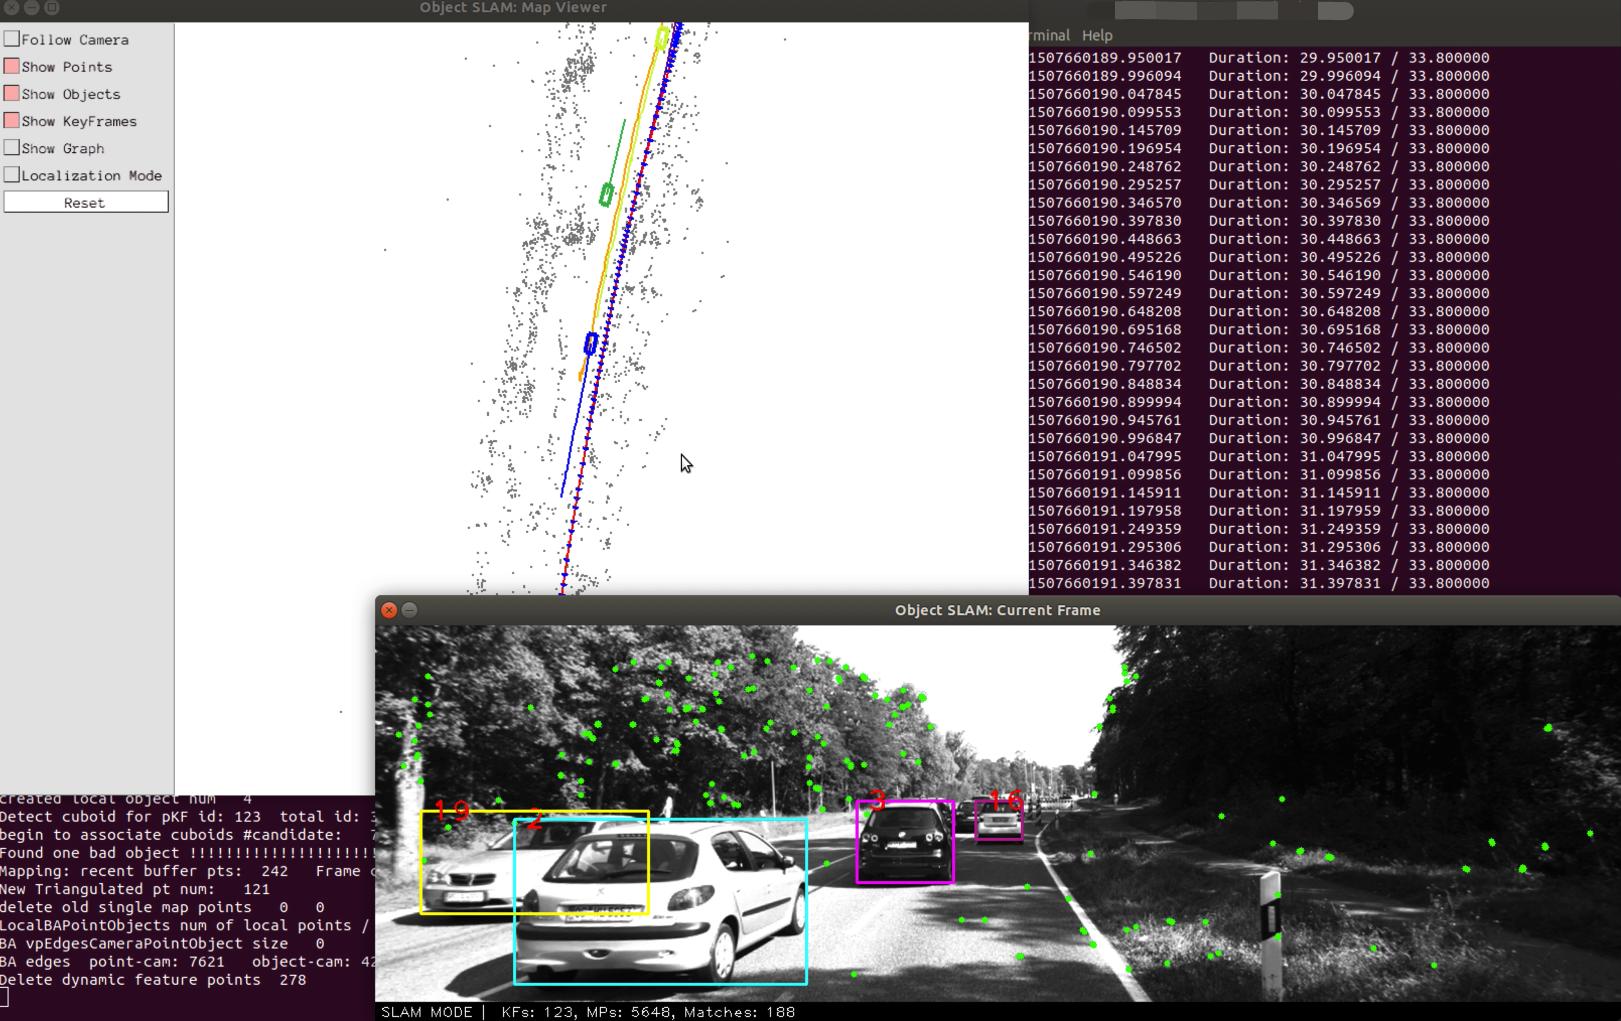 Object SLAM: Map Viewer
Follow Camera
Show Points
Show Objects
Show KeyFrames
Show Graph
Localization Mode
Reset
rminal Help
1507660189.950017 Duration: 29.950017 / 33.800000
1507660189.996094 Duration: 29.996094 / 33.800000
1507660190.047845 Duration: 30.047845 / 33.800000
1507660190.099553 Duration: 30.099553 / 33.800000
1507660190.145709 Duration: 30.145709 / 33.800000
1507660190.196954 Duration: 30.196954 / 33.800000
1507660190.248762 Duration: 30.248762 / 33.800000
1507660190.295257 Duration: 30.295257 / 33.800000
1507660190.346570 Duration: 30.346569 / 33.800000
1507660190.397830 Duration: 30.397830 / 33.800000
1507660190.448663 Duration: 30.448663 / 33.800000
1507660190.495226 Duration: 30.495226 / 33.800000
1507660190.546190 Duration: 30.546190 / 33.800000
1507660190.597249 Duration: 30.597249 / 33.800000
1507660190.648208 Duration: 30.648208 / 33.800000
1507660190.695168 Duration: 30.695168 / 33.800000
1507660190.746502 Duration: 30.746502 / 33.800000
1507660190.797702 Duration: 30.797702 / 33.800000
1507660190.848834 Duration: 30.848834 / 33.800000
1507660190.899994 Duration: 30.899994 / 33.800000
1507660190.945761 Duration: 30.945761 / 33.800000
1507660190.996847 Duration: 30.996847 / 33.800000
1507660191.047995 Duration: 31.047995 / 33.800000
1507660191.099856 Duration: 31.099856 / 33.800000
1507660191.145911 Duration: 31.145911 / 33.800000
1507660191.197958 Duration: 31.197959 / 33.800000
1507660191.249359 Duration: 31.249359 / 33.800000
1507660191.295306 Duration: 31.295306 / 33.800000
1507660191.346382 Duration: 31.346382 / 33.800000
1507660191.397831 Duration: 31.397831 / 33.800000
created local object num 4
Detect cuboid for pKF id: 123 total id: 3
begin to associate cuboids #candidate: 7
Found one bad object !!!!!!!!!!!!!!!!!!!!!!
Mapping: recent buffer pts: 242 Frame c
New Triangulated pt num: 121
delete old single map points 0 0
LocalBAPointObjects num of local points /
BA vpEdgesCameraPointObject size 0
BA edges point-cam: 7621 object-cam: 42
Delete dynamic feature points 278
Object SLAM: Current Frame
19
2
3
16
SLAM MODE | KFs: 123, MPs: 5648, Matches: 188